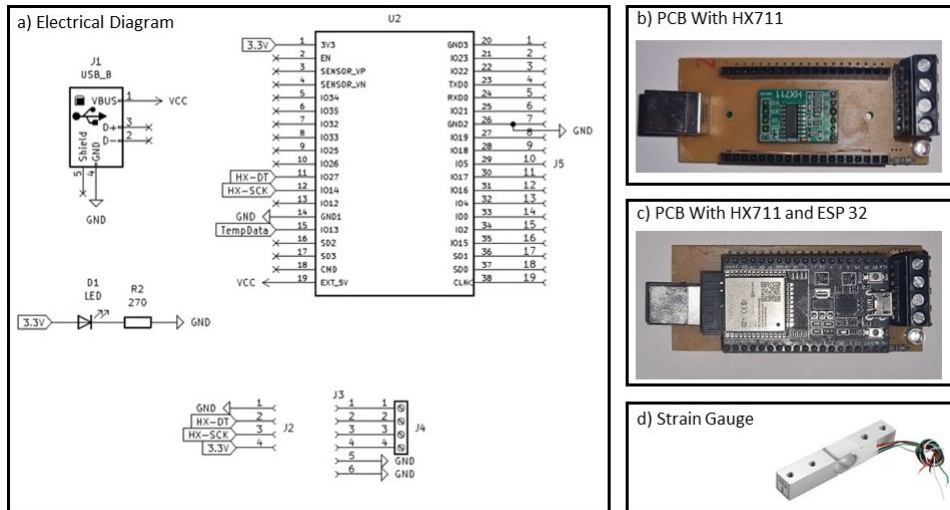 a) Electrical Diagram
U2
3.3V 1 3V3 GND3 20 1
2 EN IO23 21 2
3 SENSOR_VP IO22 22 3
4 SENSOR_VN TXD0 23 4
5 IO34 RXD0 24 5
6 IO35 IO21 25 6
7 IO32 GND2 26 7
8 IO33 IO19 27 8 GND
9 IO25 IO18 28 9
10 IO26 IO5 29 10 J5
HX-DT 11 IO27 IO17 30 11
HX-SCK 12 IO14 IO16 31 12
13 IO12 IO4 32 13
GND 14 GND1 IO0 33 14
TempData 15 IO13 IO2 34 15
16 SD2 IO15 35 16
17 SD3 SD1 36 17
18 CMD SD0 37 18
VCC 19 EXT_5V CLK 38 19
J1
USB_B
VBUS 1 VCC
D+ 3
D- 2
Shield GND
5 4
GND
D1
LED
R2
270
3.3V GND
GND 1
HX-DT 2
HX-SCK 3
3.3V 4
J2
J3
1 1
2 2
3 3
4 4
J4
5 GND
6 GND
b) PCB With HX711
HX711
c) PCB With HX711 and ESP 32
d) Strain Gauge